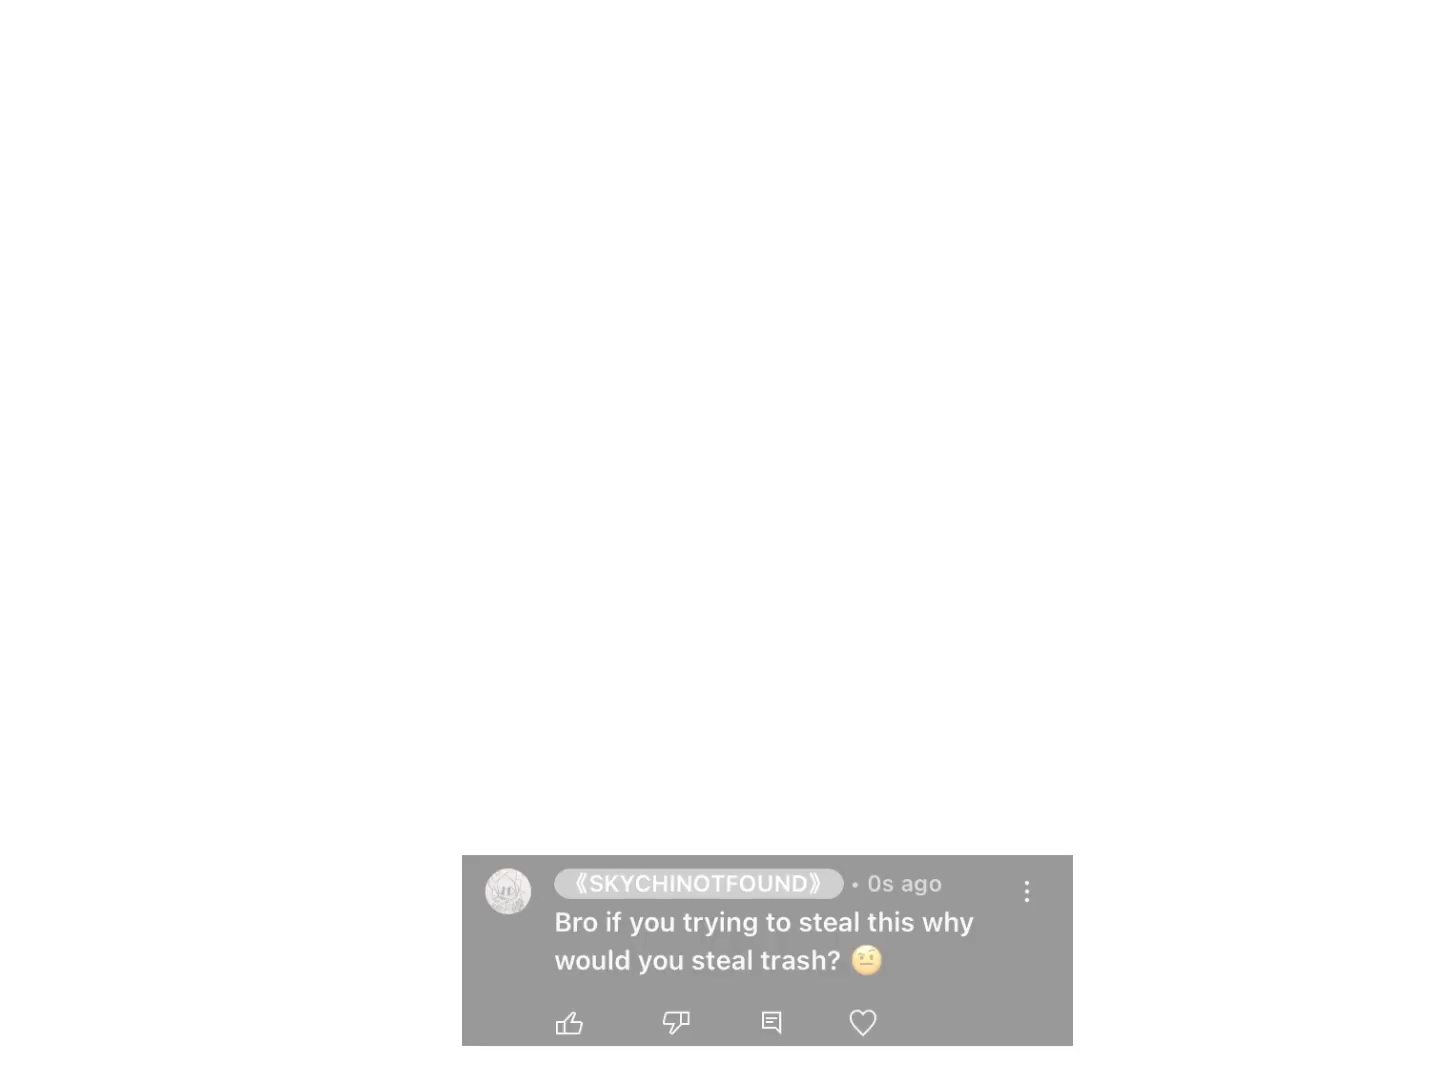 《SKYCHINOTFOUND》 • 0s ago
Bro if you trying to steal this why
would you steal trash? 🤨